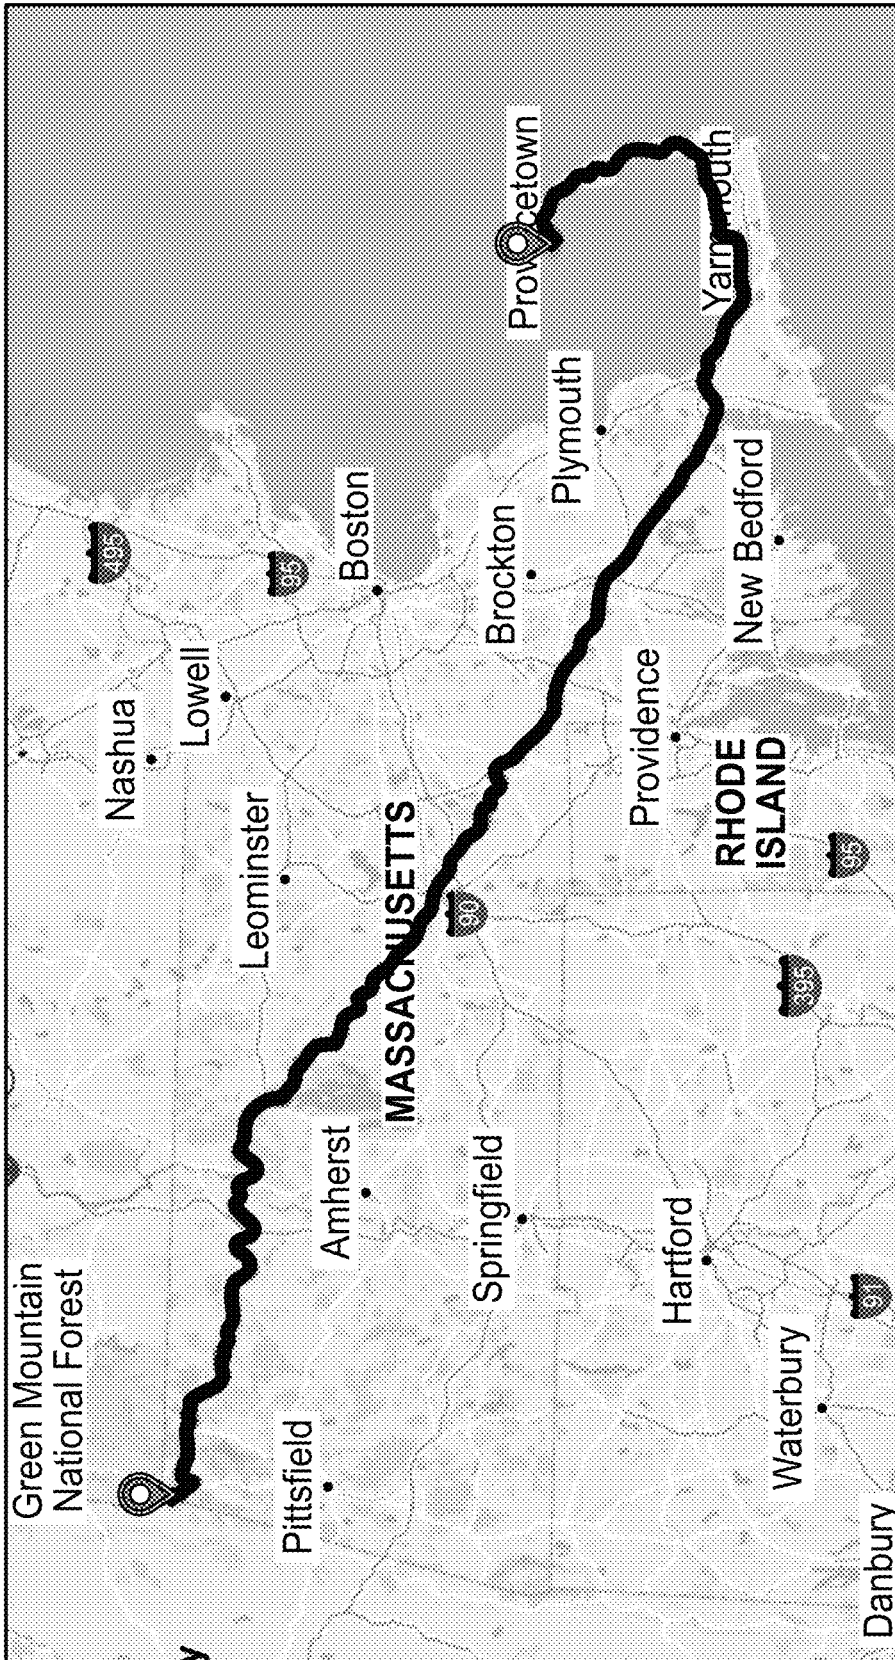 Green Mountain
National Forest
Nashua
495
Lowell
95
Leominster
Pittsfield
Boston
Amherst
MASSACHUSETTS
90
Springfield
Brockton
Provincetown
Plymouth
Hartford
Providence
Yarmouth
New Bedford
RHODE
ISLAND
Waterbury
395
95
91
Danbury